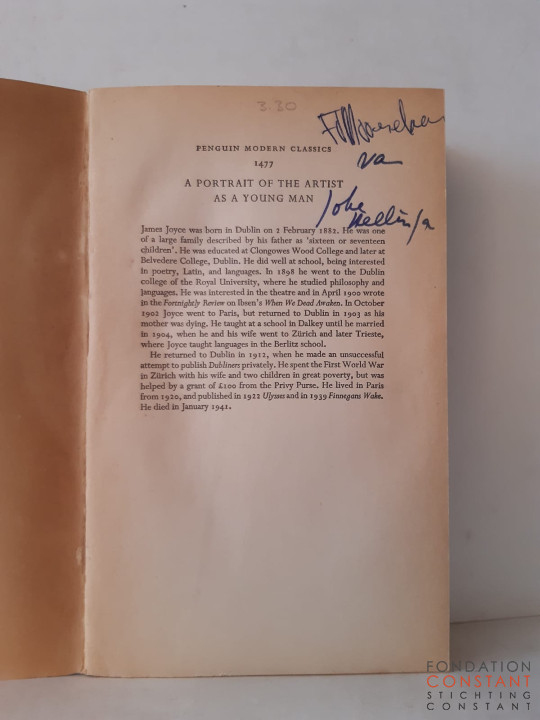 3.30
van
PENGUIN MODERN CLASSICS
1477
A PORTRAIT OF THE ARTIST
AS A YOUNG MAN
James Joyce was born in Dublin on 2 February 1882. He was one
of a large family described by his father as 'sixteen or seventeen
children'. He was educated at Clongowes Wood College and later at
Belvedere College, Dublin. He did well at school, being interested
in poetry, Latin, and languages. In 1898 he went to the Dublin
college of the Royal University, where he studied philosophy and
languages. He was interested in the theatre and in April 1900 wrote
in the Fortnightly Review on Ibsen's When We Dead Awaken. In October
1902 Joyce went to Paris, but returned to Dublin in 1903 as his
mother was dying. He taught at a school in Dalkey until he married
in 1904, when he and his wife went to Zürich and later Trieste,
where Joyce taught languages in the Berlitz school.
He returned to Dublin in 1912, when he made an unsuccessful
attempt to publish Dubliners privately. He spent the First World War
in Zürich with his wife and two children in great poverty, but was
helped by a grant of £100 from the Privy Purse. He lived in Paris
from 1920, and published in 1922 Ulysses and in 1939 Finnegans Wake.
He died in January 1941.
FONDATION
CONSTANT
STICHTING
CONSTANT